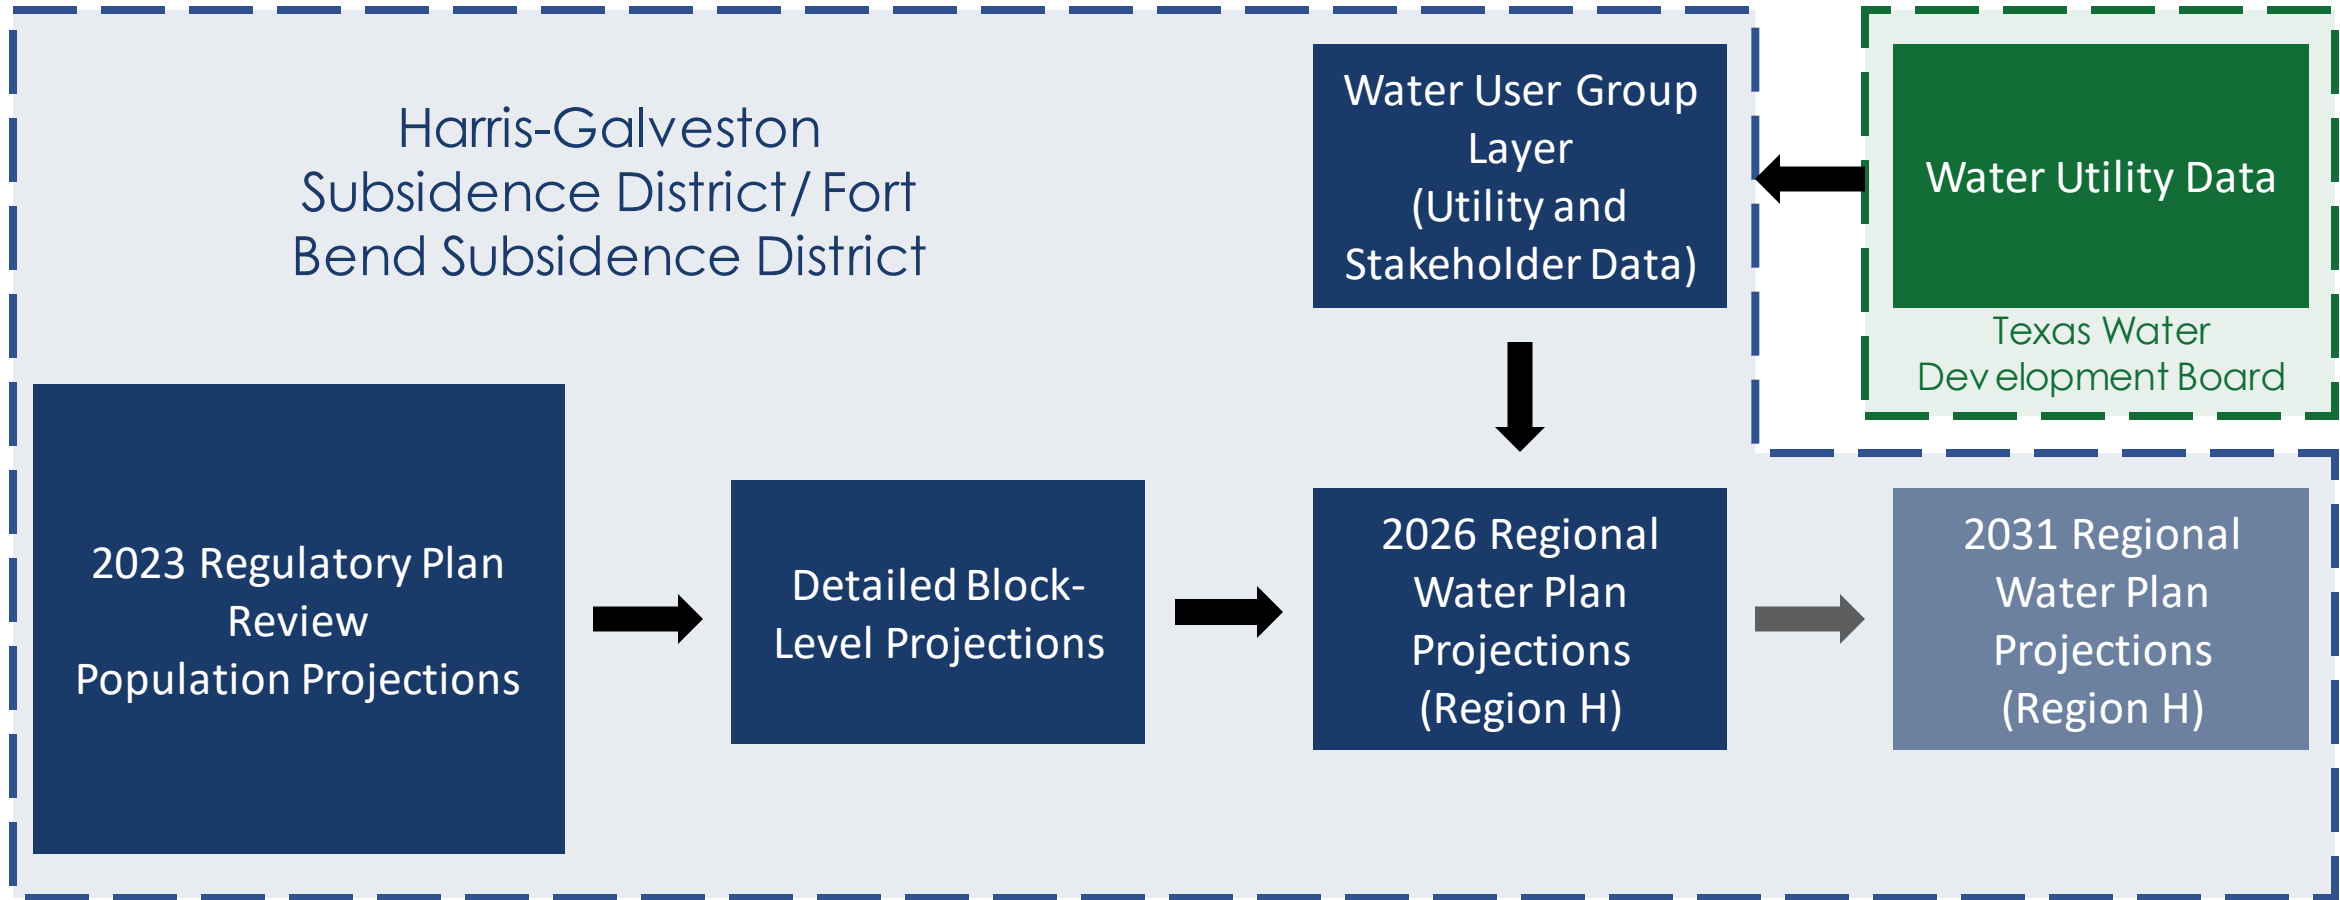 Harris-Galveston
Subsidence District/ Fort
Bend Subsidence District
Water User Group
Layer
(Utility and
Stakeholder Data)
Water Utility Data
Texas Water
Development Board
2023 Regulatory Plan
Review
Population Projections
Detailed Block-
Level Projections
2026 Regional
Water Plan
Projections
(Region H)
2031 Regional
Water Plan
Projections
(Region H)